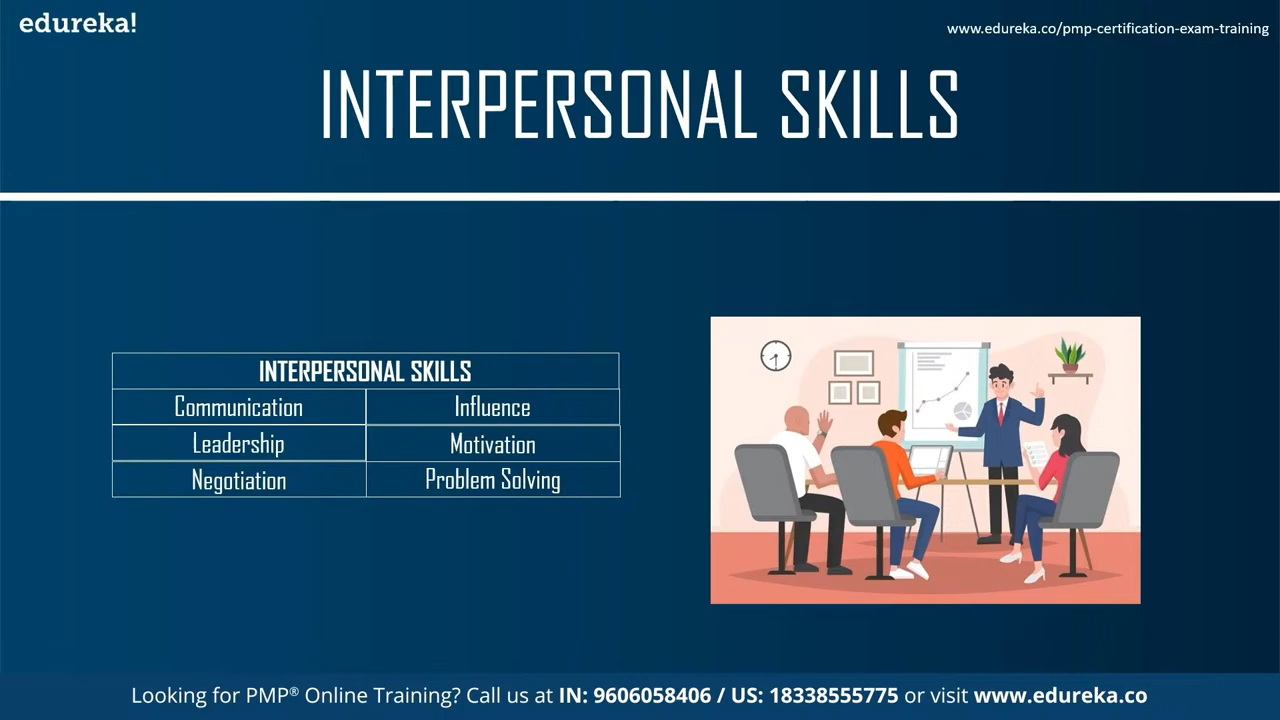 edureka!
www.edureka.co/pmp-certification-exam-training
INTERPERSONAL SKILLS
INTERPERSONAL SKILLS
Communication
Influence
Leadership
Motivation
Negotiation
Problem Solving
Looking for PMP® Online Training? Call us at IN: 9606058406 / US: 18338555775 or visit www.edureka.co